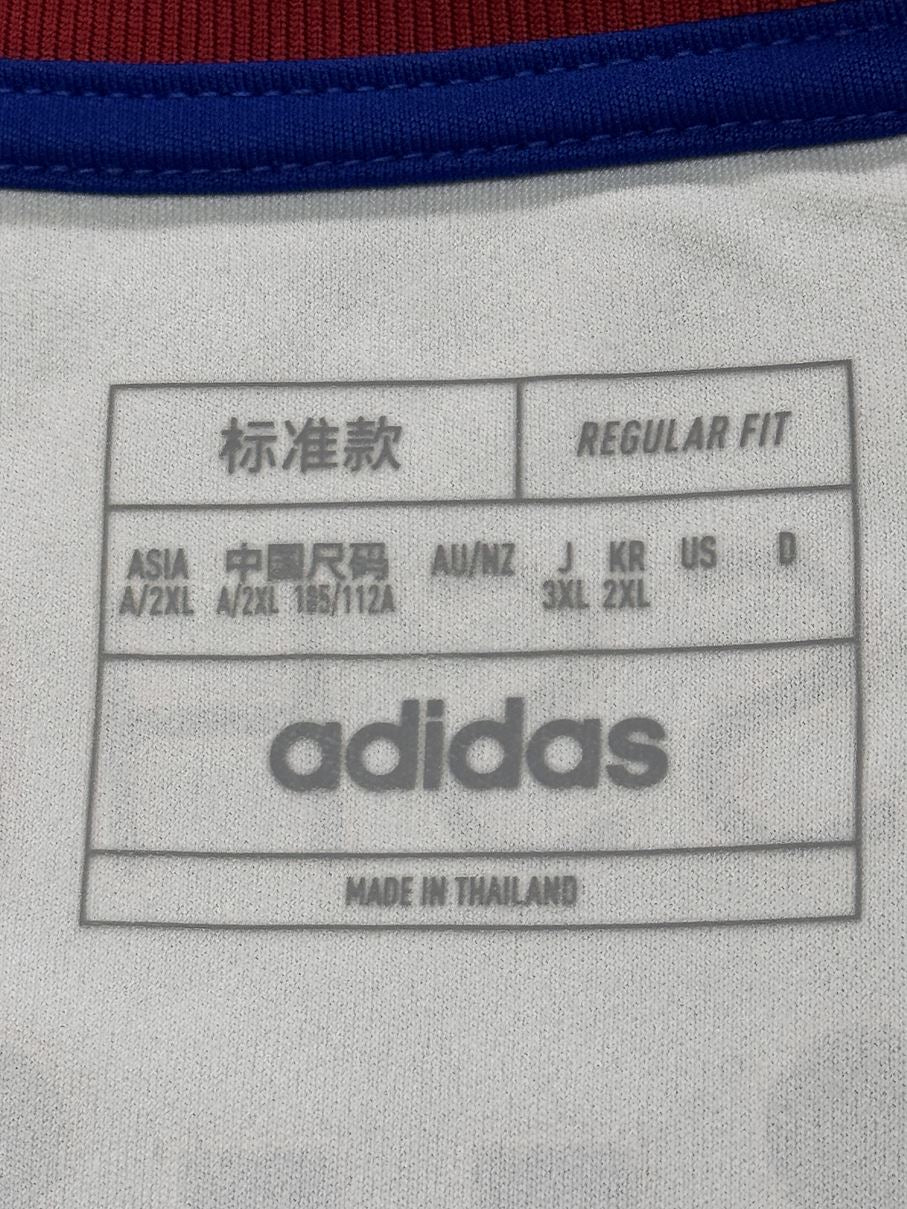 标准款 REGULAR FIT
ASIA 中国尺码 AU/NZ J KR US D
A/2XL A/2XL 195/112A 3XL 2XL
adidas
MADE IN THAILAND